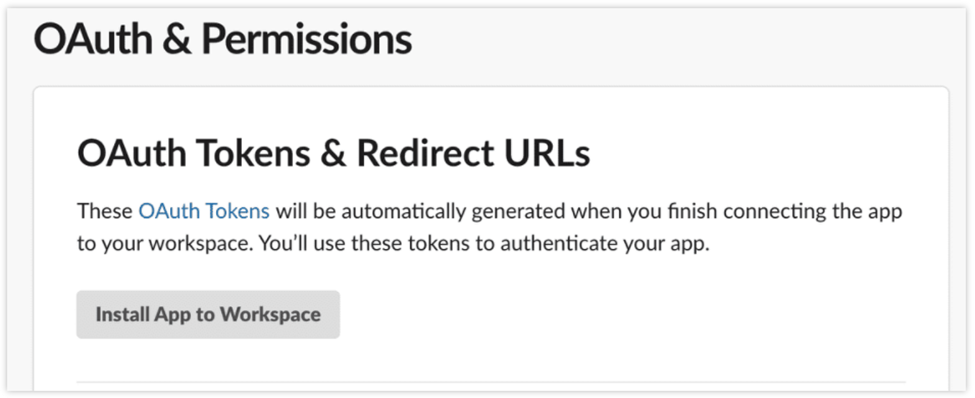 OAuth & Permissions
OAuth Tokens & Redirect URLs
These OAuth Tokens will be automatically generated when you finish connecting the app
to your workspace. You’ll use these tokens to authenticate your app.
Install App to Workspace